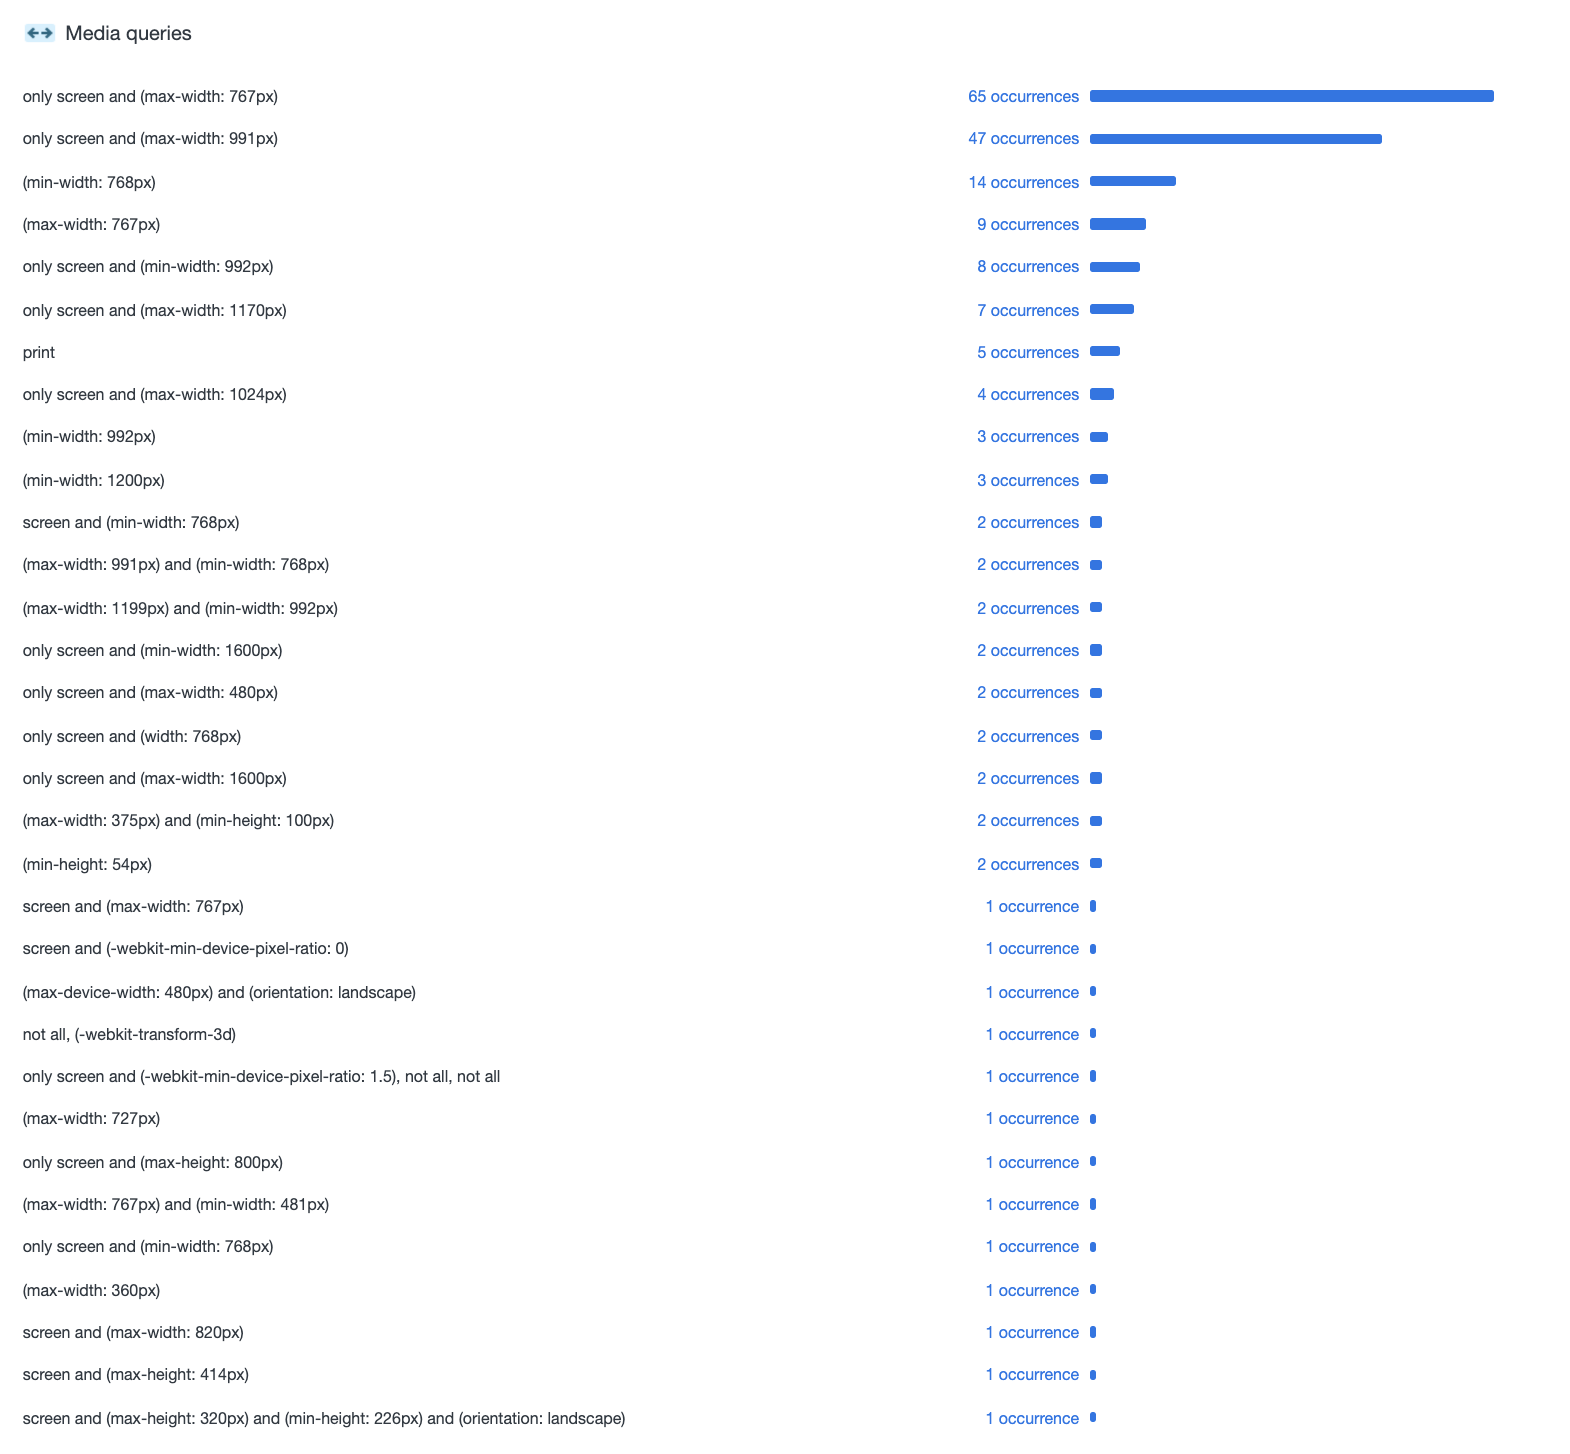 Media queries
only screen and (max-width: 767px) 65 occurrences
only screen and (max-width: 991px) 47 occurrences
(min-width: 768px) 14 occurrences
(max-width: 767px) 9 occurrences
only screen and (min-width: 992px) 8 occurrences
only screen and (max-width: 1170px) 7 occurrences
print 5 occurrences
only screen and (max-width: 1024px) 4 occurrences
(min-width: 992px) 3 occurrences
(min-width: 1200px) 3 occurrences
screen and (min-width: 768px) 2 occurrences
(max-width: 991px) and (min-width: 768px) 2 occurrences
(max-width: 1199px) and (min-width: 992px) 2 occurrences
only screen and (min-width: 1600px) 2 occurrences
only screen and (max-width: 480px) 2 occurrences
only screen and (width: 768px) 2 occurrences
only screen and (max-width: 1600px) 2 occurrences
(max-width: 375px) and (min-height: 100px) 2 occurrences
(min-height: 54px) 2 occurrences
screen and (max-width: 767px) 1 occurrence
screen and (-webkit-min-device-pixel-ratio: 0) 1 occurrence
(max-device-width: 480px) and (orientation: landscape) 1 occurrence
not all, (-webkit-transform-3d) 1 occurrence
only screen and (-webkit-min-device-pixel-ratio: 1.5), not all, not all 1 occurrence
(max-width: 727px) 1 occurrence
only screen and (max-height: 800px) 1 occurrence
(max-width: 767px) and (min-width: 481px) 1 occurrence
only screen and (min-width: 768px) 1 occurrence
(max-width: 360px) 1 occurrence
screen and (max-width: 820px) 1 occurrence
screen and (max-height: 414px) 1 occurrence
screen and (max-height: 320px) and (min-height: 226px) and (orientation: landscape) 1 occurrence